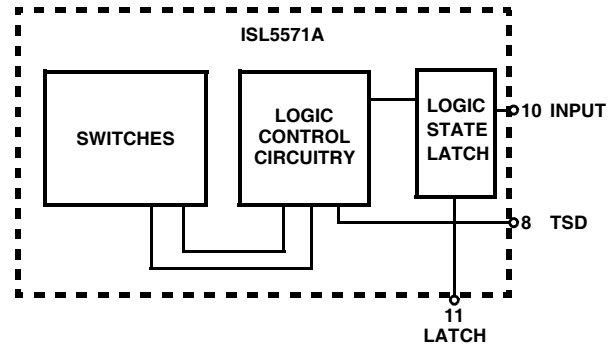 ISL5571A
SWITCHES
LOGIC
CONTROL
CIRCUITRY
LOGIC
STATE
LATCH
10 INPUT
8 TSD
11
LATCH